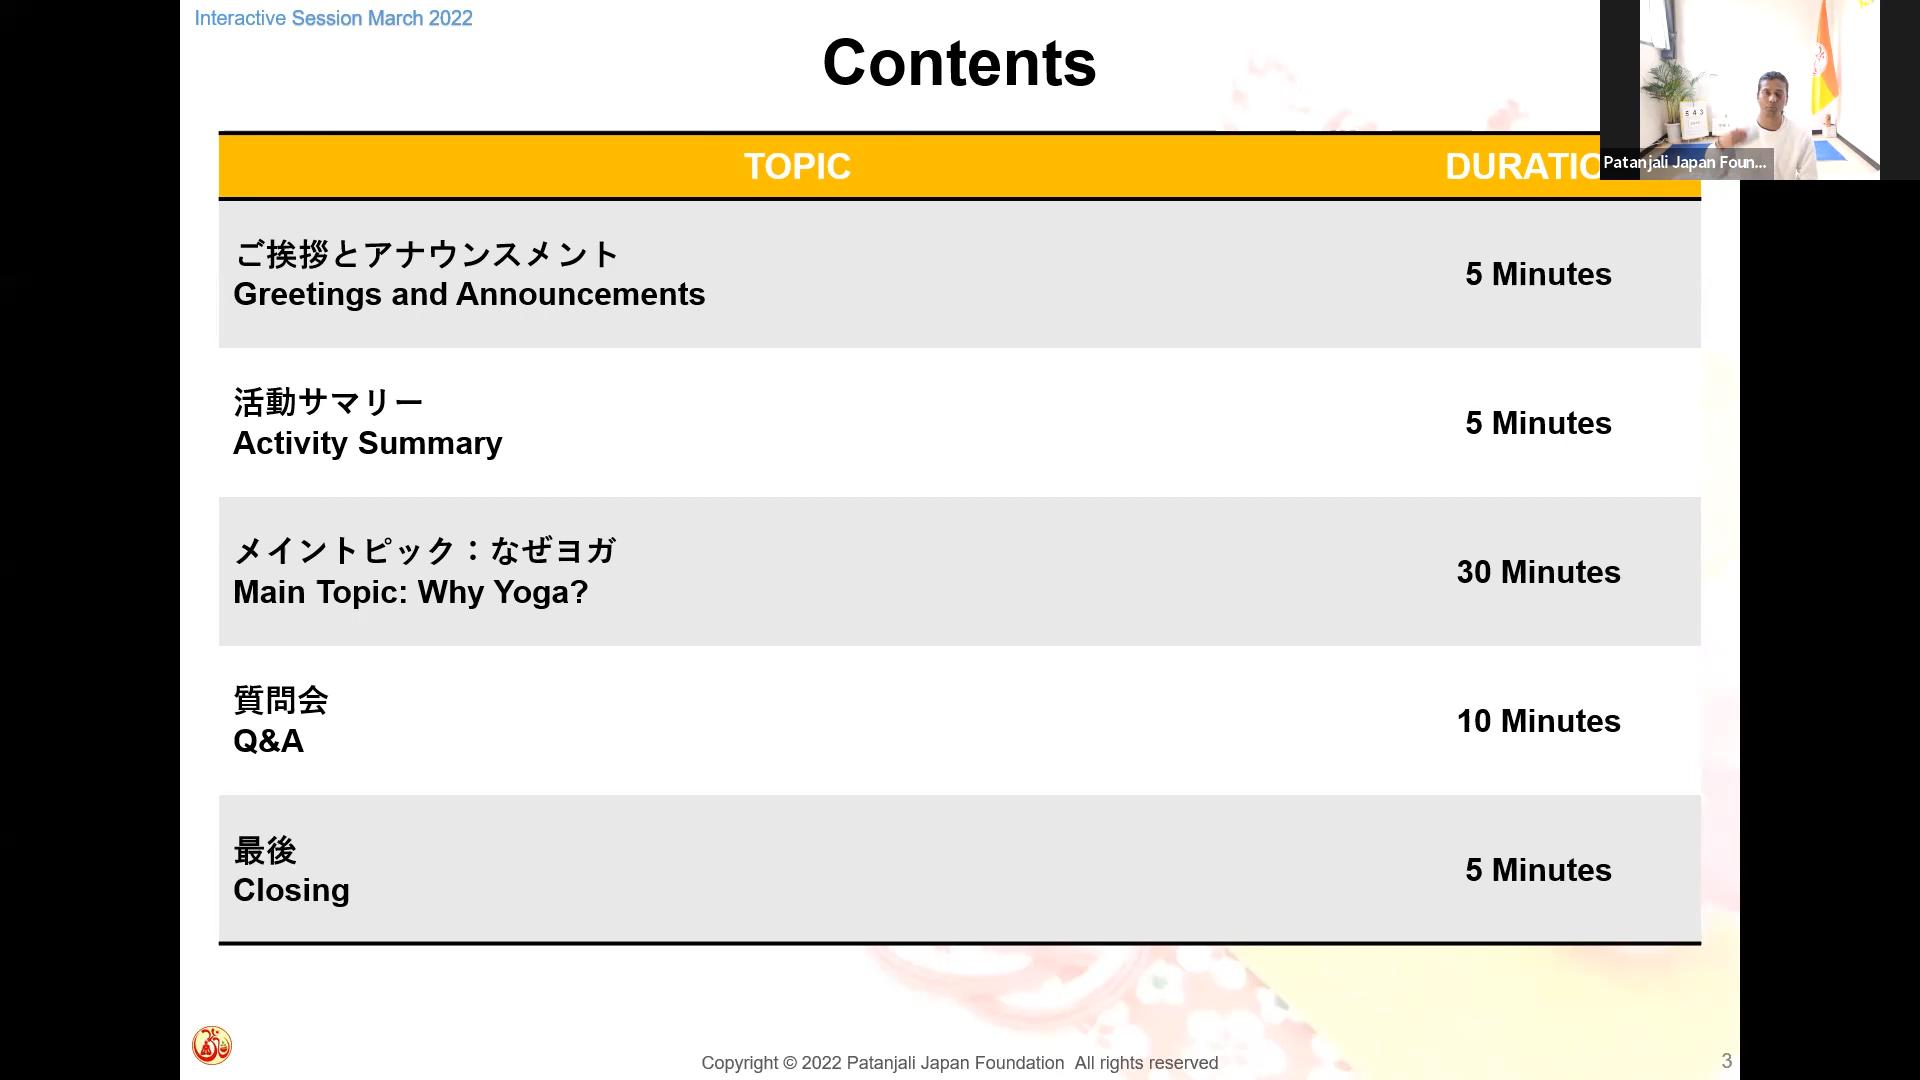 Interactive Session March 2022
Contents
TOPIC
DURATIO
Patanjali Japan Foun...
ご挨拶とアナウンスメント
Greetings and Announcements
5 Minutes
活動サマリー
Activity Summary
5 Minutes
メイントピック：なぜヨガ
Main Topic: Why Yoga?
30 Minutes
質問会
Q&A
10 Minutes
最後
Closing
5 Minutes
Copyright © 2022 Patanjali Japan Foundation All rights reserved
3